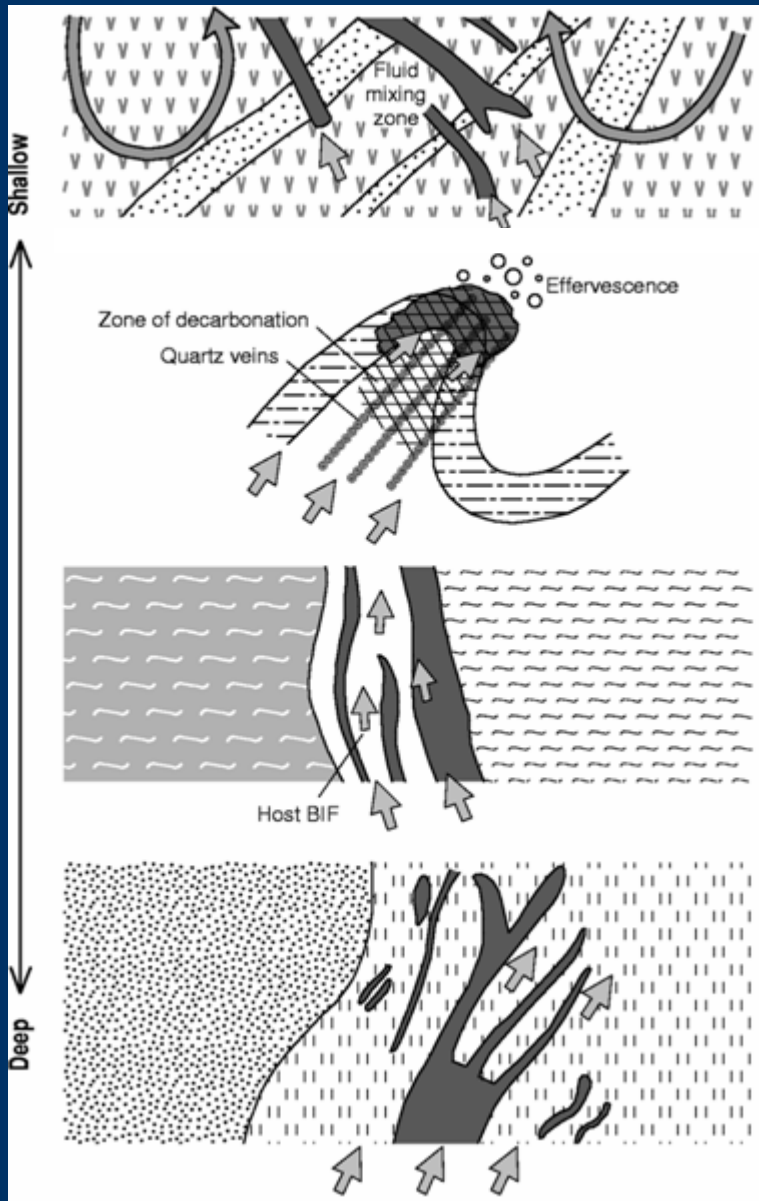 Shallow
Fluid
mixing
zone
Effervescence
Zone of decarbonation
Quartz veins
Host BIF
Deep